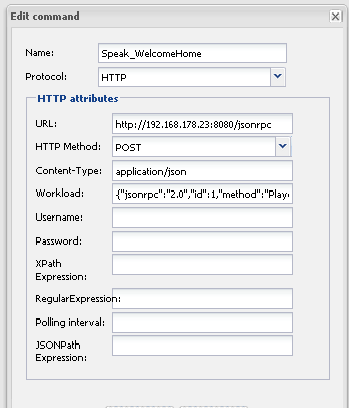 Edit command
Name: Speak_WelcomeHome
Protocol: HTTP
HTTP attributes
URL: http://192.168.178.23:8080/jsonrpc
HTTP Method: POST
Content-Type: application/json
Workload: {"jsonrpc":"2.0","id":1,"method":"Playe
Username:
Password:
XPath
Expression:
RegularExpression:
Polling interval:
JSONPath
Expression: